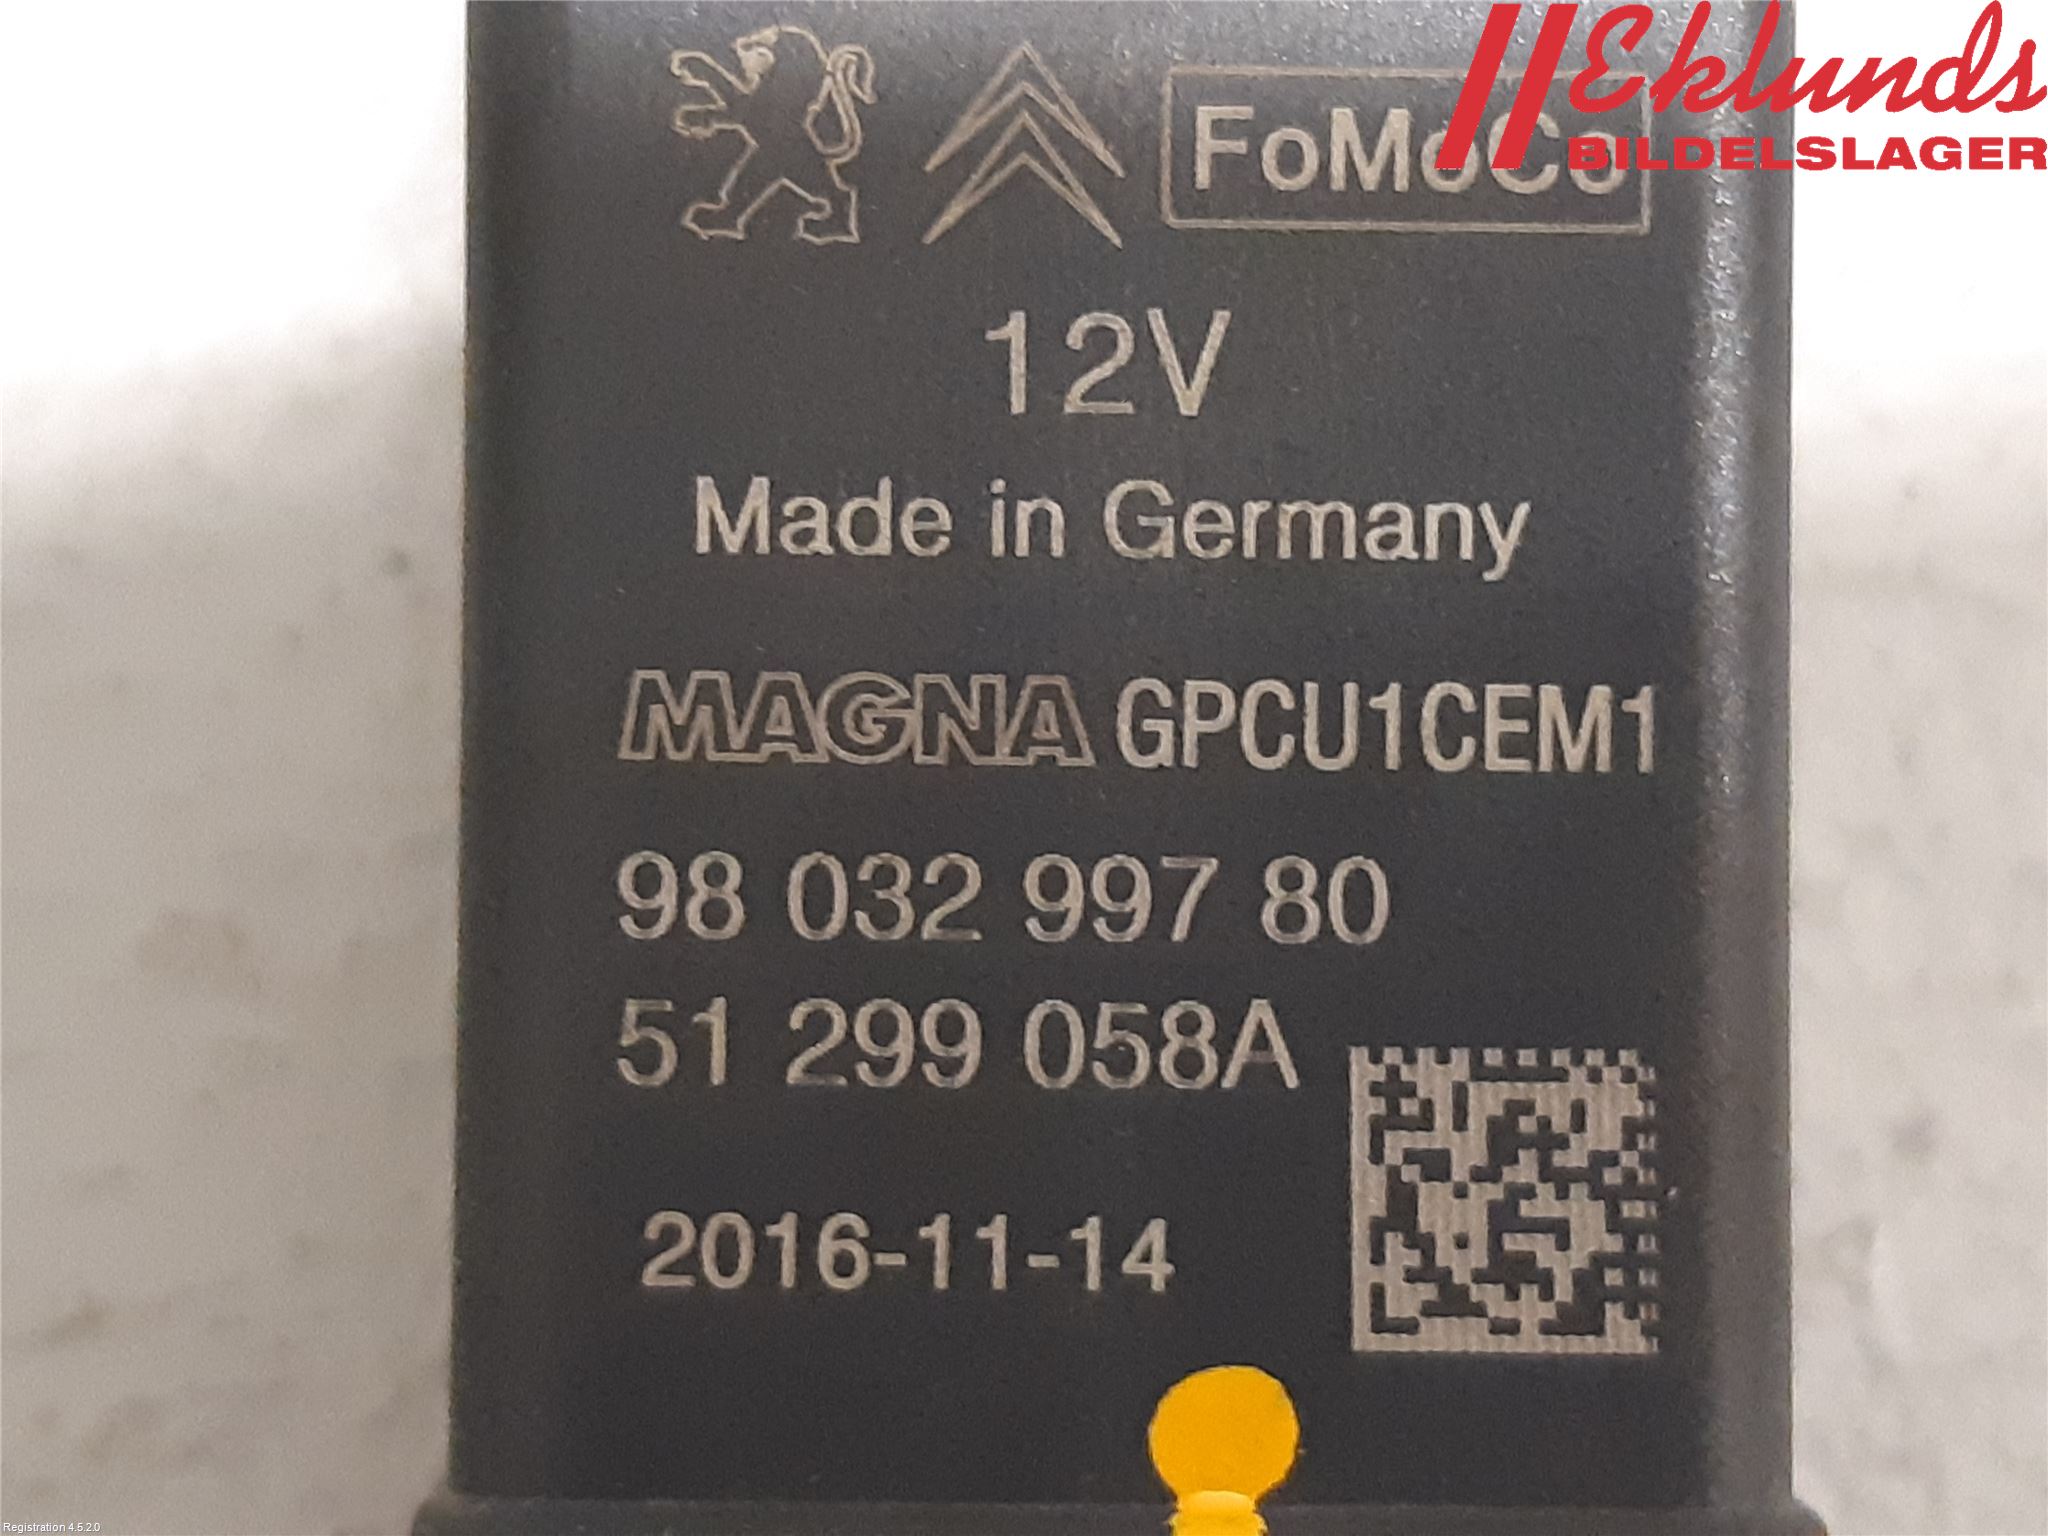 Eklunds
BILDELSLAGER
FoMoCo
12V
Made in Germany
MAGNA GPCU1CEM1
98 032 997 80
51 299 058A
2016-11-14
Registration 4.5.2.0